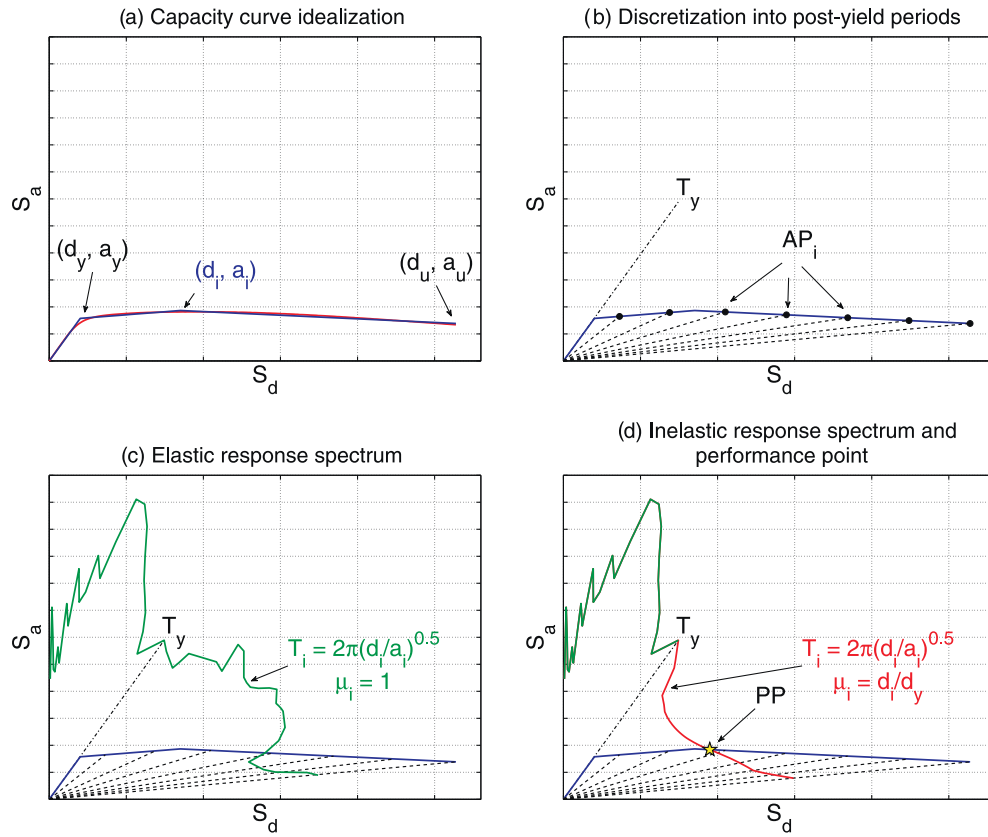 (a) Capacity curve idealization
S_a
(d_y, a_y)
(d_i, a_i)
(d_u, a_u)
S_d
(b) Discretization into post-yield periods
S_a
T_y
AP_i
S_d
(c) Elastic response spectrum
S_a
T_y
T_i = 2π(d_i/a_i)^0.5
μ_i = 1
S_d
(d) Inelastic response spectrum and
performance point
S_a
T_y
T_i = 2π(d_i/a_i)^0.5
μ_i = d_i/d_y
PP
S_d